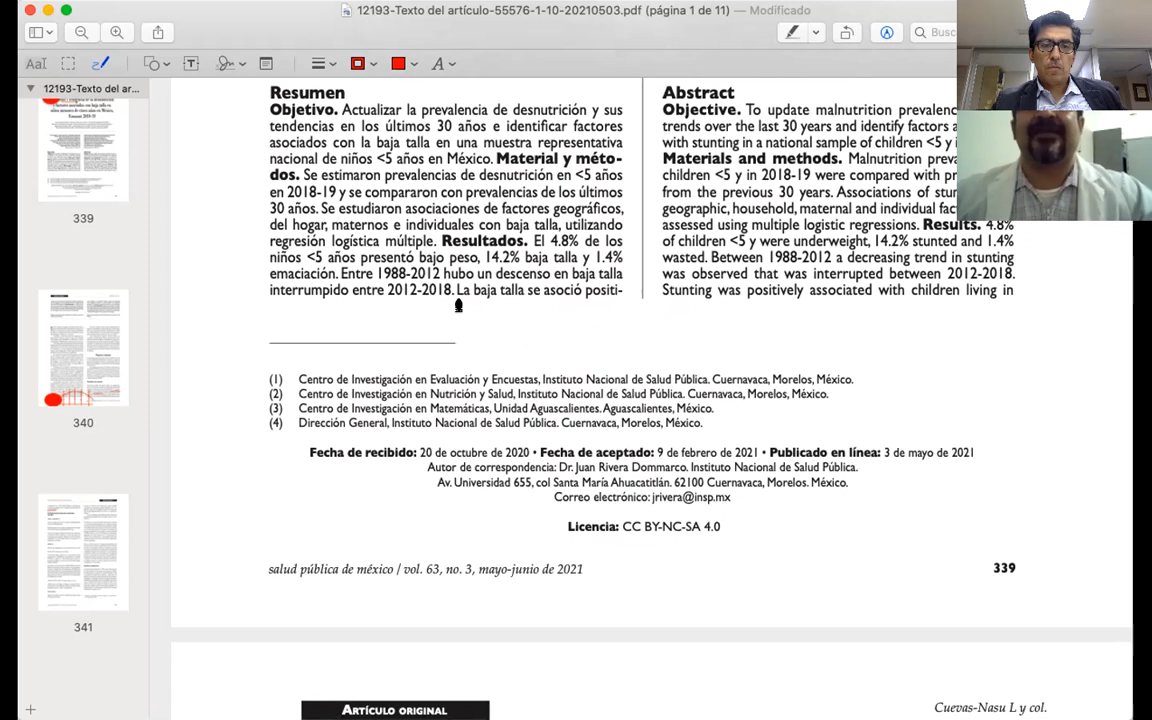 12193-Texto del artículo-55576-1-10-20210503.pdf (página 1 de 11) — Modificado
Busc
AaI
A
12193-Texto del ar...
339
340
341
Resumen
Objetivo. Actualizar la prevalencia de desnutrición y sus
tendencias en los últimos 30 años e identificar factores
asociados con la baja talla en una muestra representativa
nacional de niños <5 años en México. Material y méto-
dos. Se estimaron prevalencias de desnutrición en <5 años
en 2018-19 y se compararon con prevalencias de los últimos
30 años. Se estudiaron asociaciones de factores geográficos,
del hogar, maternos e individuales con baja talla, utilizando
regresión logística múltiple. Resultados. El 4.8% de los
niños <5 años presentó bajo peso, 14.2% baja talla y 1.4%
emaciación. Entre 1988-2012 hubo un descenso en baja talla
interrumpido entre 2012-2018. La baja talla se asoció positi-
Abstract
Objective. To update malnutrition prevalenc
trends over the last 30 years and identify factors a
with stunting in a national sample of children <5 y i
Materials and methods. Malnutrition preva
children <5 y in 2018-19 were compared with pr
from the previous 30 years. Associations of stun
geographic, household, maternal and individual fac
assessed using multiple logistic regressions. Results. 4.8%
of children <5 y were underweight, 14.2% stunted and 1.4%
wasted. Between 1988-2012 a decreasing trend in stunting
was observed that was interrupted between 2012-2018.
Stunting was positively associated with children living in
(1) Centro de Investigación en Evaluación y Encuestas, Instituto Nacional de Salud Pública. Cuernavaca, Morelos, México.
(2) Centro de Investigación en Nutrición y Salud, Instituto Nacional de Salud Pública. Cuernavaca, Morelos, México.
(3) Centro de Investigación en Matemáticas, Unidad Aguascalientes. Aguascalientes, México.
(4) Dirección General, Instituto Nacional de Salud Pública. Cuernavaca, Morelos, México.
Fecha de recibido: 20 de octubre de 2020 • Fecha de aceptado: 9 de febrero de 2021 • Publicado en línea: 3 de mayo de 2021
Autor de correspondencia: Dr. Juan Rivera Dommarco. Instituto Nacional de Salud Pública.
Av. Universidad 655, col Santa María Ahuacatitlán. 62100 Cuernavaca, Morelos. México.
Correo electrónico: jrivera@insp.mx
Licencia: CC BY-NC-SA 4.0
salud pública de méxico / vol. 63, no. 3, mayo-junio de 2021
339
Artículo original
Cuevas-Nasu L y col.